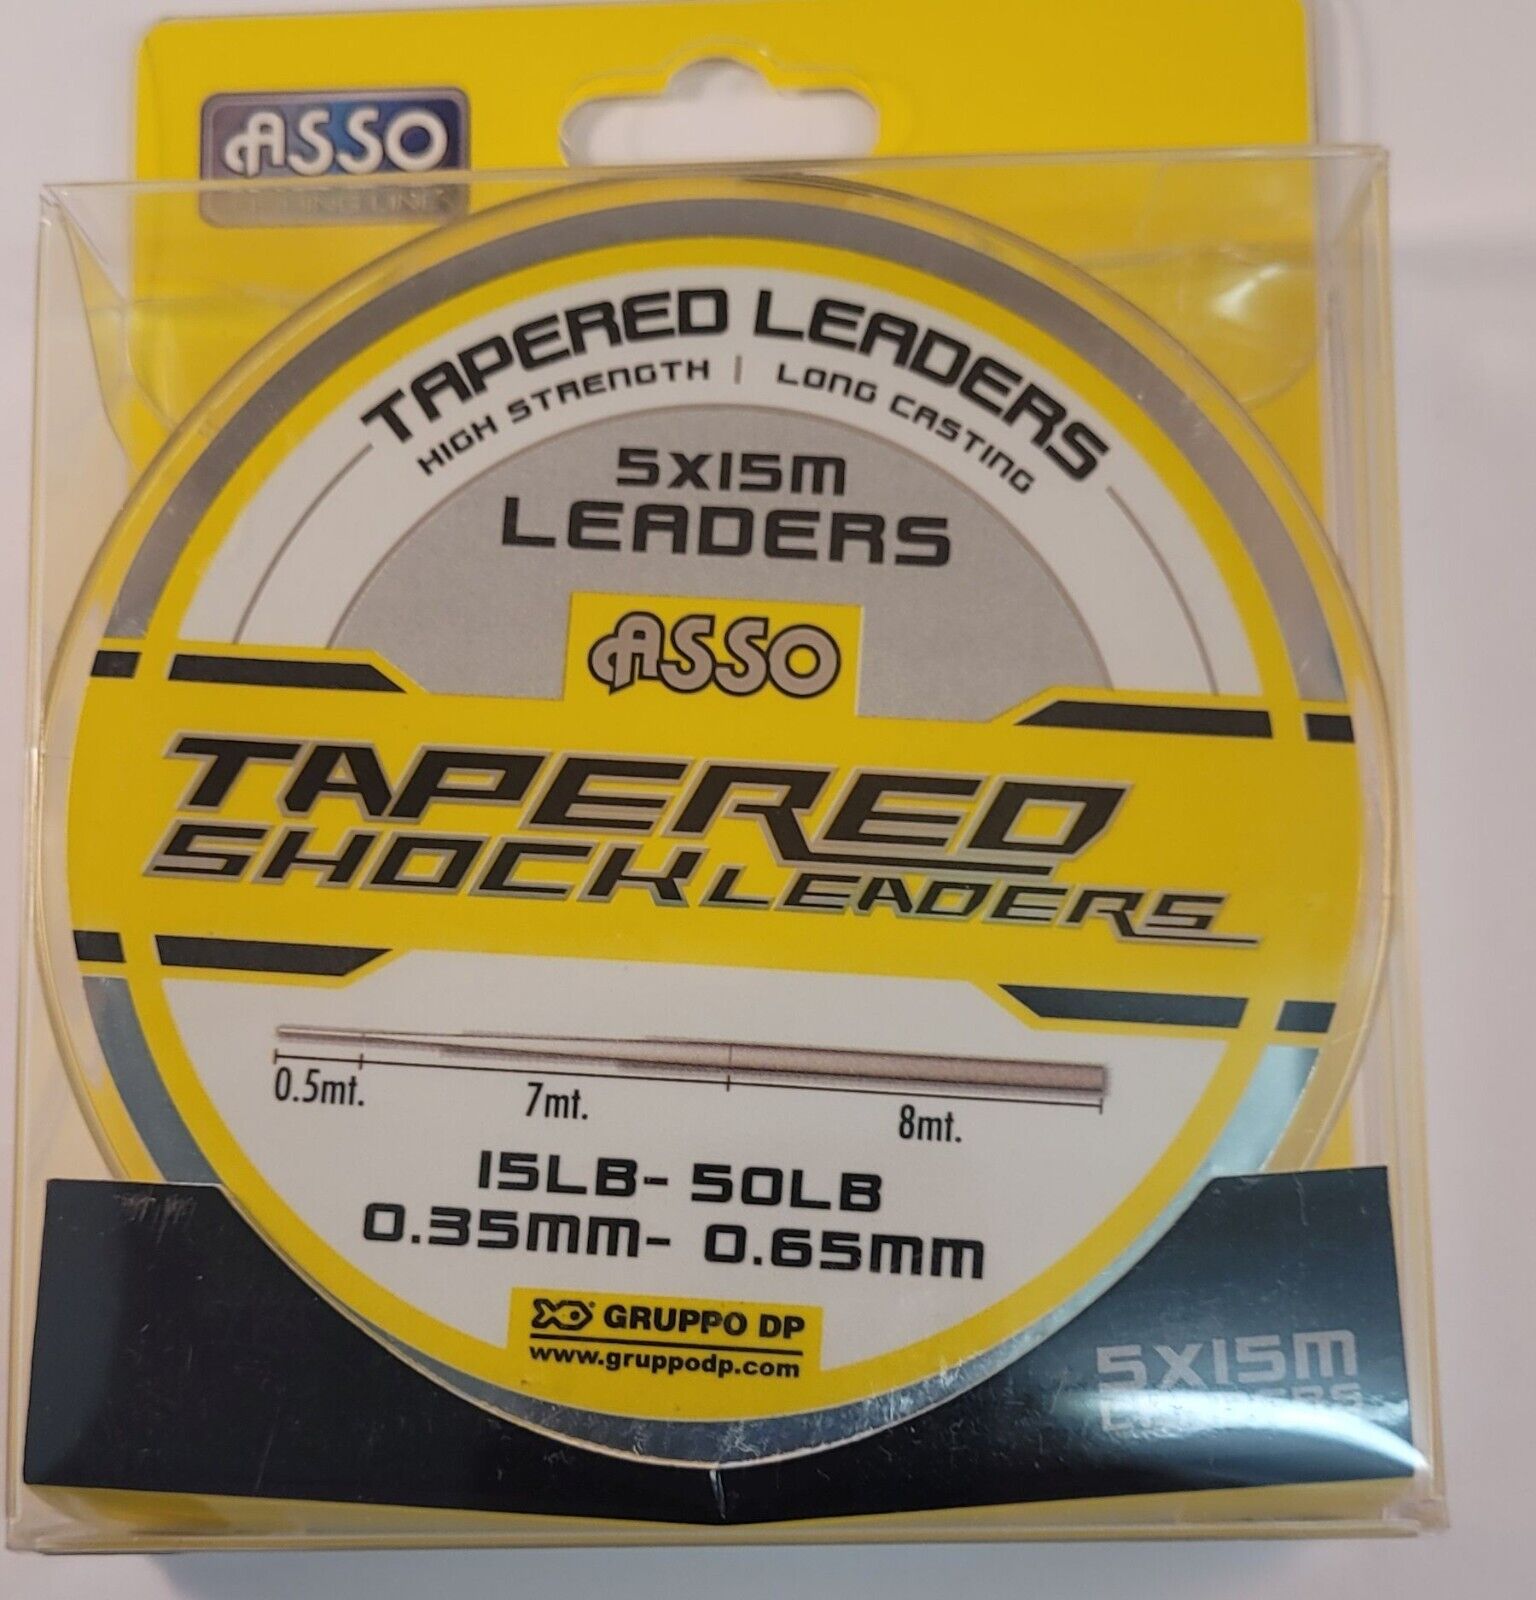 ASSO
TAPERED LEADERS
HIGH STRENGTH | LONG CASTING
5X15M
LEADERS
ASSO
TAPERED
SHOCK LEADERS
0.5mt.
7mt.
8mt.
15LB- 50LB
0.35MM- 0.65MM
GRUPPO DP
www.gruppodp.com
5X15M
LEADERS